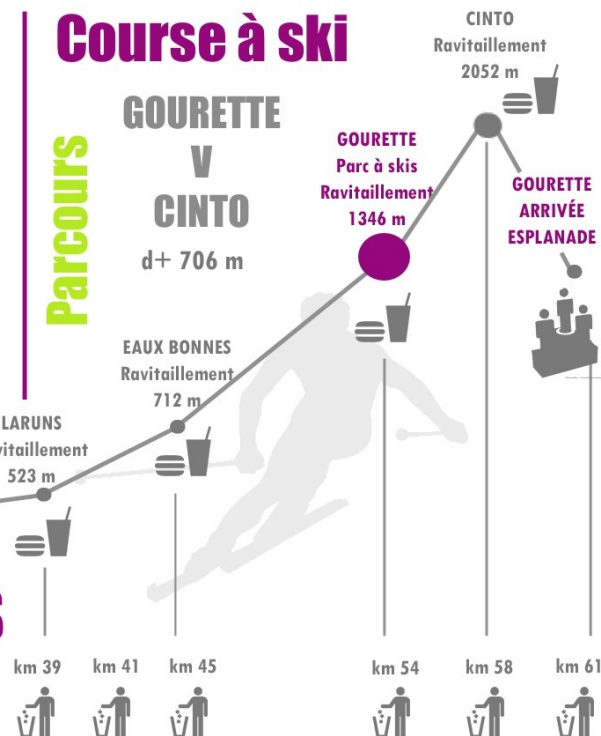 Course à ski
Parcours
GOURETTE
V
CINTO
d+ 706 m
CINTO
Ravitaillement
2052 m
GOURETTE
Parc à skis
Ravitaillement
1346 m
GOURETTE
ARRIVÉE
ESPLANADE
EAUX BONNES
Ravitaillement
712 m
LARUNS
vitaillement
523 m
S
km 39
km 41
km 45
km 54
km 58
km 61